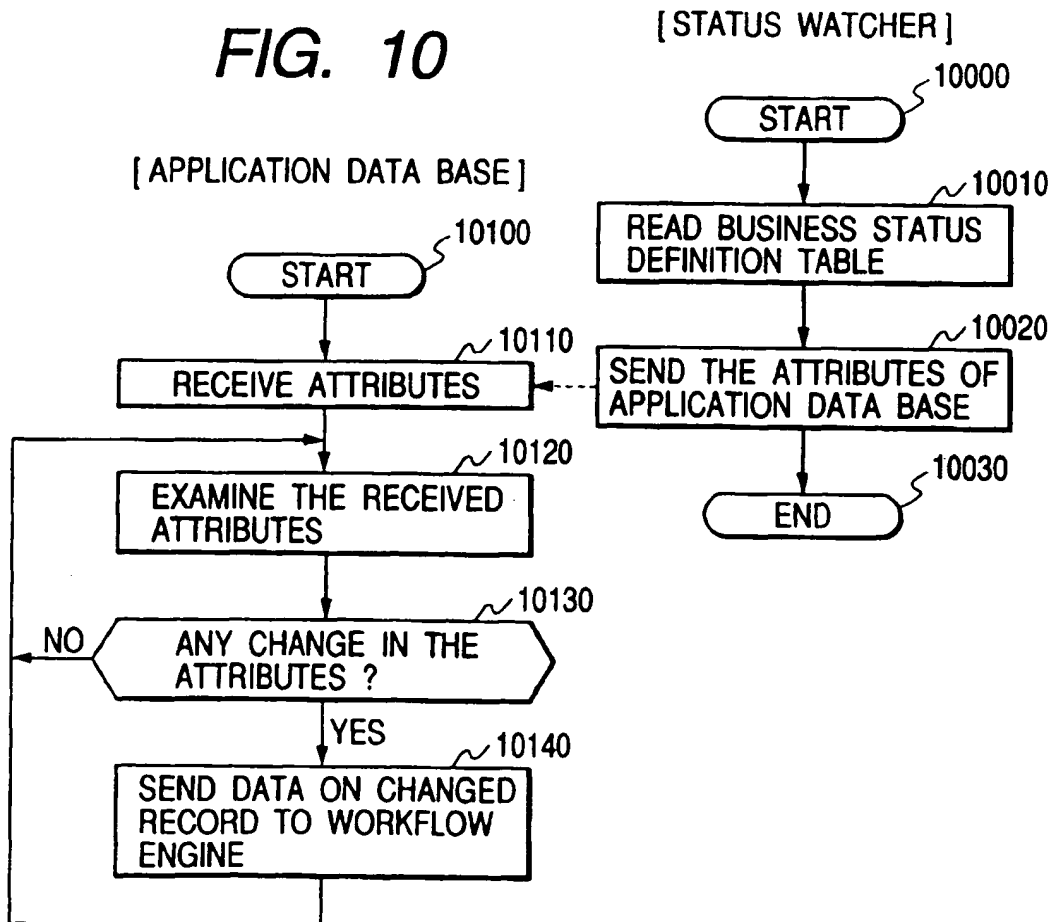 FIG. 10
[STATUS WATCHER]
10000
START
10010
READ BUSINESS STATUS
DEFINITION TABLE
10020
SEND THE ATTRIBUTES OF
APPLICATION DATA BASE
10030
END
[APPLICATION DATA BASE]
10100
START
10110
RECEIVE ATTRIBUTES
10120
EXAMINE THE RECEIVED
ATTRIBUTES
10130
NO
ANY CHANGE IN THE
ATTRIBUTES ?
YES
10140
SEND DATA ON CHANGED
RECORD TO WORKFLOW
ENGINE